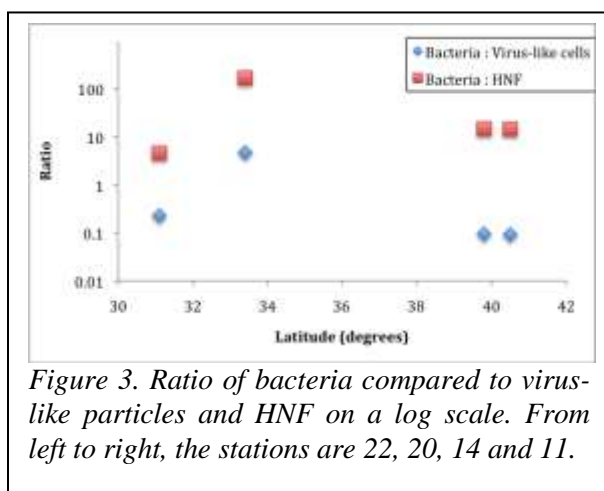 Bacteria : Virus-like cells
Bacteria : HNF
100
10
1
0.1
0.01
Ratio
30 32 34 36 38 40 42
Latitude (degrees)
Figure 3. Ratio of bacteria compared to virus-
like particles and HNF on a log scale. From
left to right, the stations are 22, 20, 14 and 11.